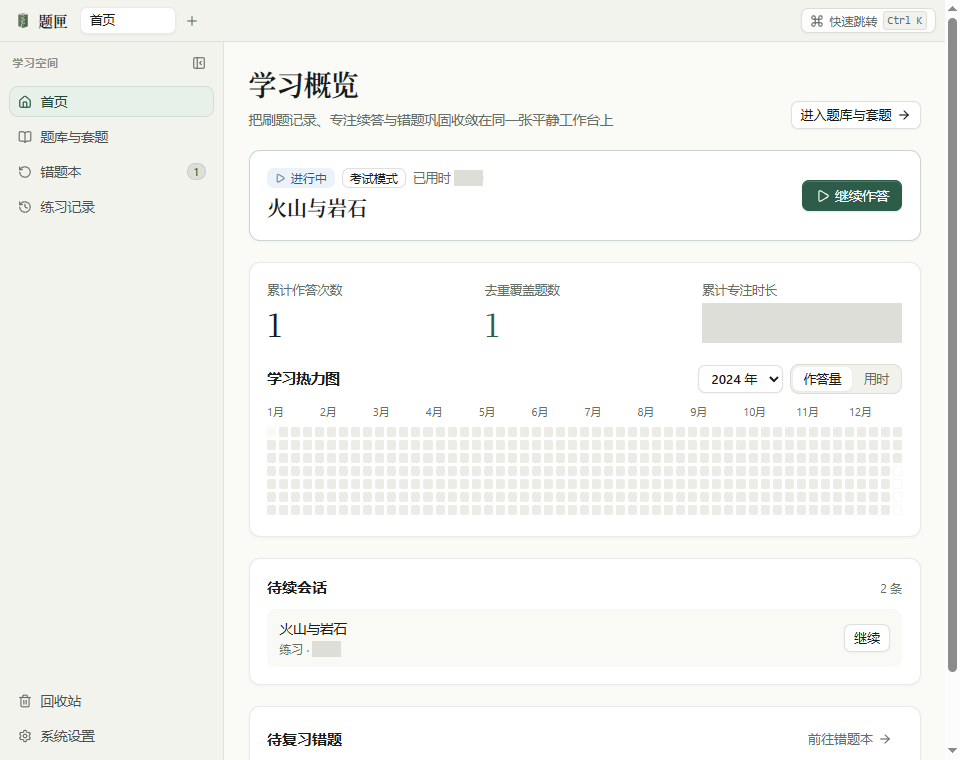 题匣
首页
快速跳转 Ctrl K
学习空间
首页
题库与套题
错题本 1
练习记录
回收站
系统设置
学习概览
把刷题记录、专注续答与错题巩固收敛在同一张平静工作台上
进入题库与套题
进行中 考试模式 已用时
火山与岩石
继续作答
累计作答次数 去重覆盖题数 累计专注时长
1 1
学习热力图 2024 年 作答量 用时
1月 2月 3月 4月 5月 6月 7月 8月 9月 10月 11月 12月
待续会话 2 条
火山与岩石
练习 ·
继续
待复习错题 前往错题本